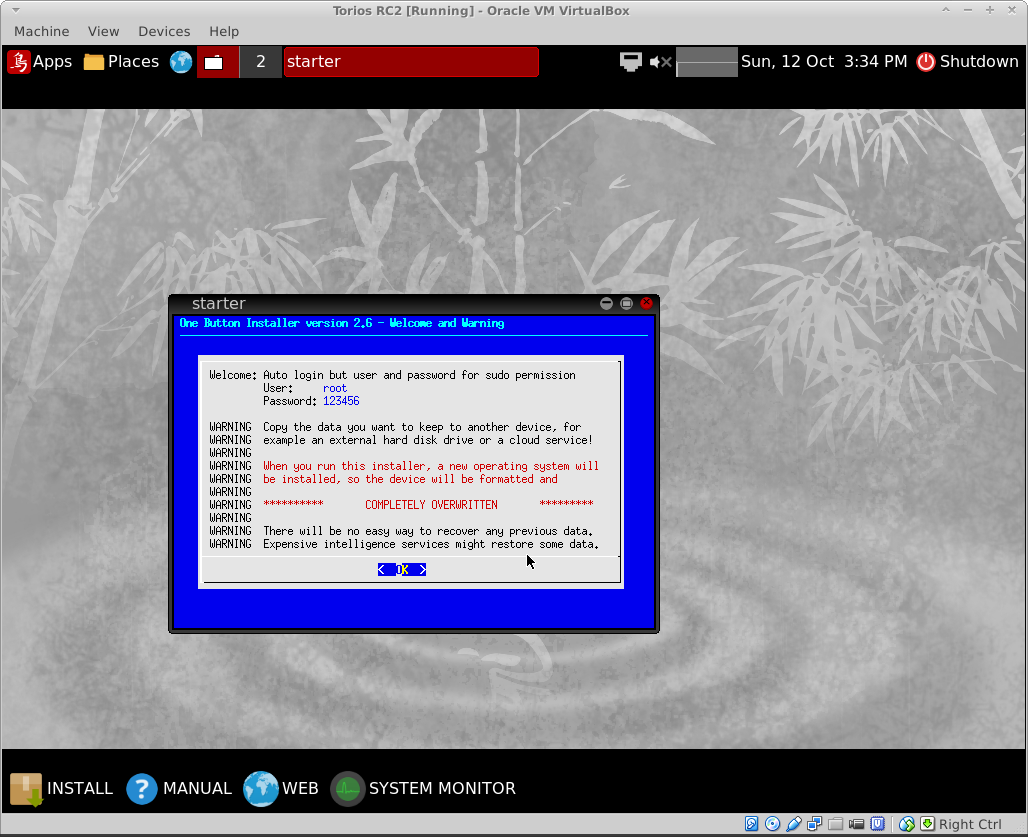 Torios RC2 [Running] - Oracle VM VirtualBox
Machine View Devices Help
Apps Places 2 starter Sun, 12 Oct 3:34 PM Shutdown
starter
One Button Installer version 2.6 - Welcome and Warning
Welcome: Auto login but user and password for sudo permission
User: root
Password: 123456
WARNING Copy the data you want to keep to another device, for
WARNING example an external hard disk drive or a cloud service!
WARNING
WARNING When you run this installer, a new operating system will
WARNING be installed, so the device will be formatted and
WARNING
WARNING ********** COMPLETELY OVERWRITTEN *********
WARNING
WARNING There will be no easy way to recover any previous data.
WARNING Expensive intelligence services might restore some data.
< OK >
INSTALL MANUAL WEB SYSTEM MONITOR
Right Ctrl